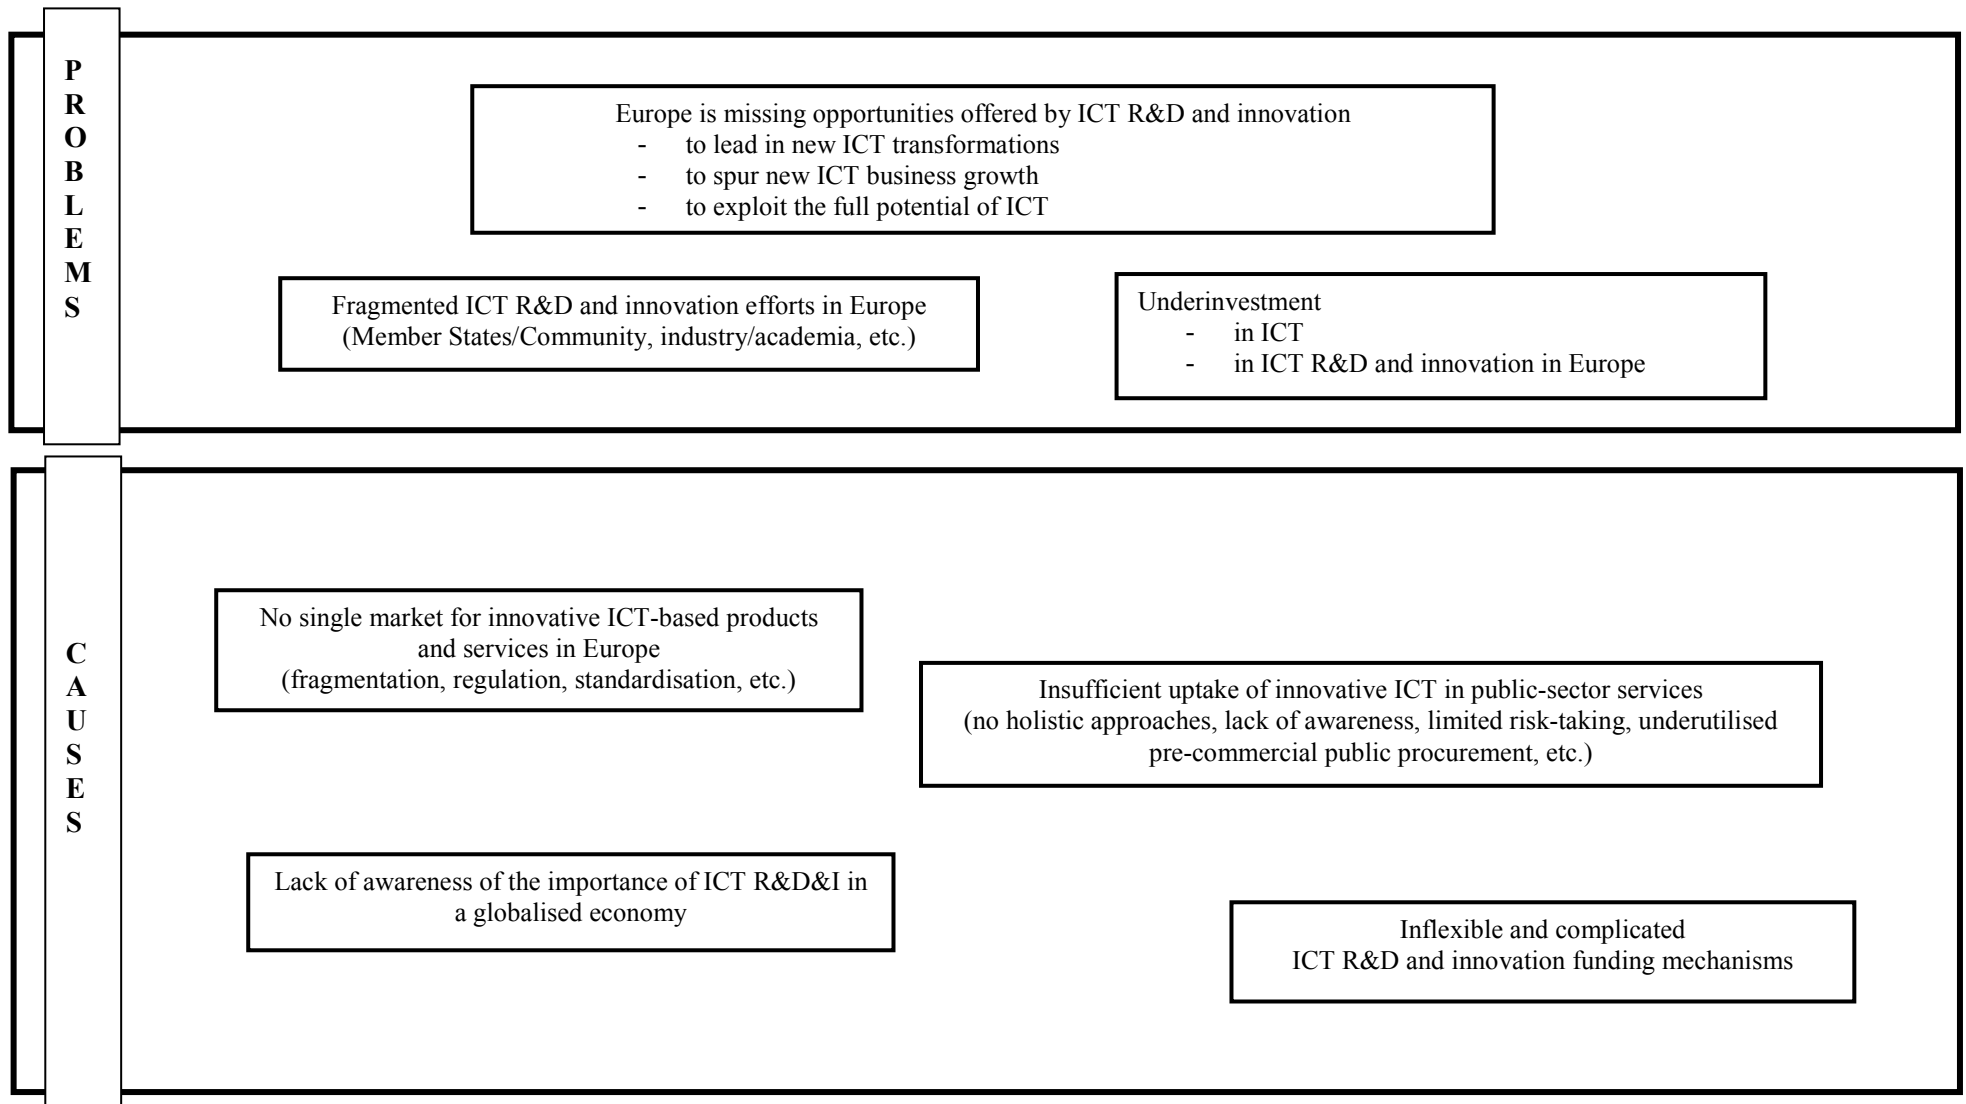 P
R
O
B
L
E
M
S
Europe is missing opportunities offered by ICT R&D and innovation
- to lead in new ICT transformations
- to spur new ICT business growth
- to exploit the full potential of ICT
Fragmented ICT R&D and innovation efforts in Europe
(Member States/Community, industry/academia, etc.)
Underinvestment
- in ICT
- in ICT R&D and innovation in Europe
C
A
U
S
E
S
No single market for innovative ICT-based products
and services in Europe
(fragmentation, regulation, standardisation, etc.)
Insufficient uptake of innovative ICT in public-sector services
(no holistic approaches, lack of awareness, limited risk-taking, underutilised
pre-commercial public procurement, etc.)
Lack of awareness of the importance of ICT R&D&I in
a globalised economy
Inflexible and complicated
ICT R&D and innovation funding mechanisms